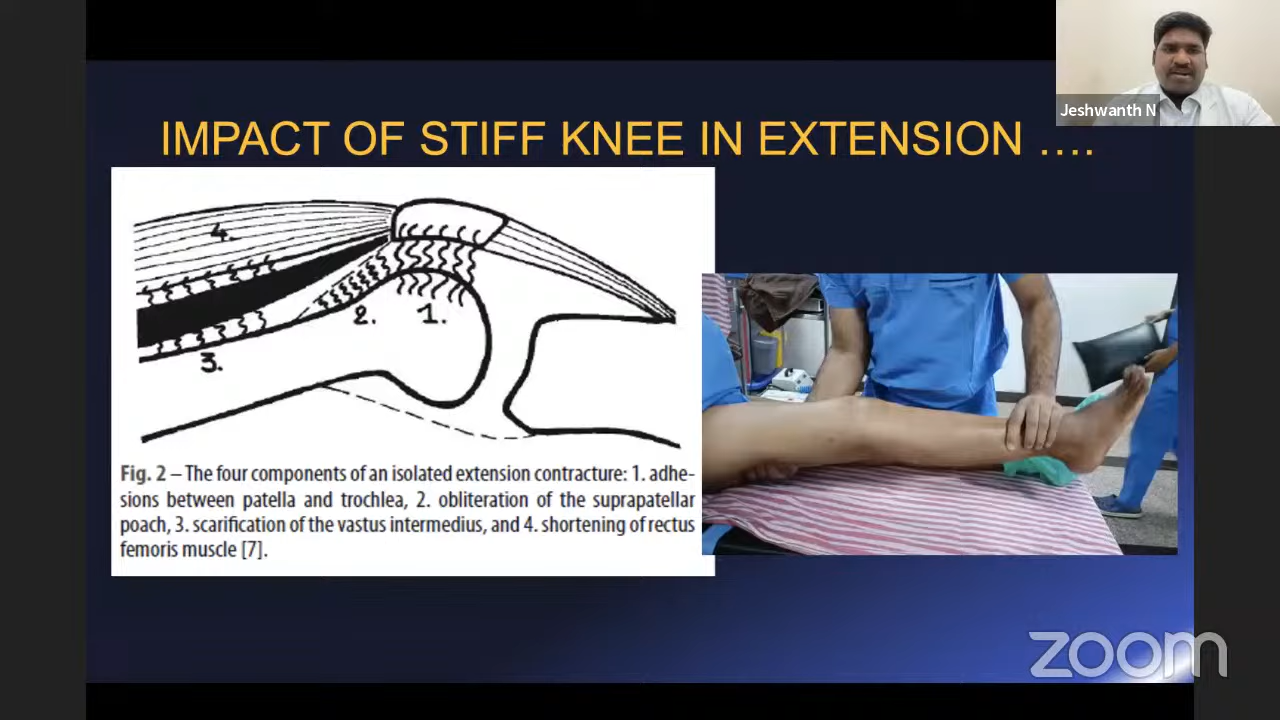 Jeshwanth N
IMPACT OF STIFF KNEE IN EXTENSION ….
4.
2.
1.
3.
Fig. 2 – The four components of an isolated extension contracture: 1. adhe-
sions between patella and trochlea, 2. obliteration of the suprapatellar
poach, 3. scarification of the vastus intermedius, and 4. shortening of rectus
femoris muscle [7].
zoom